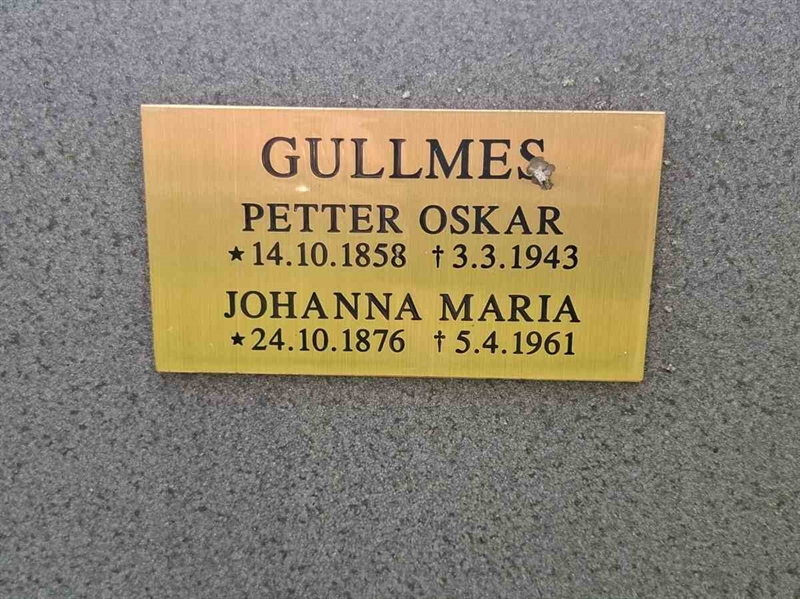 GULLMES
PETTER OSKAR
★ 14.10.1858 † 3.3.1943
JOHANNA MARIA
★ 24.10.1876 † 5.4.1961